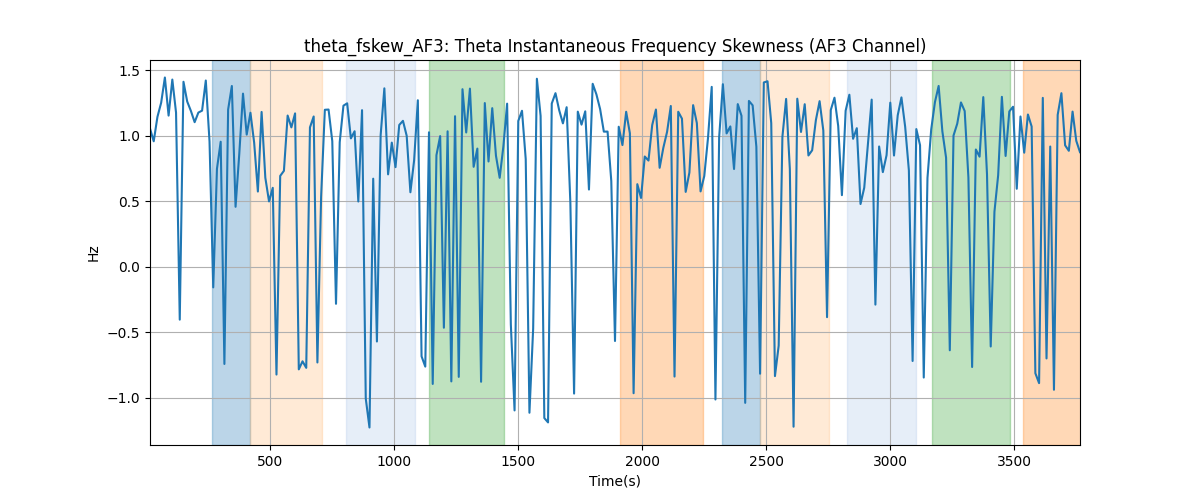 theta_fskew_AF3: Theta Instantaneous Frequency Skewness (AF3 Channel)
1.5
1.0
0.5
0.0
−0.5
−1.0
Hz
500 1000 1500 2000 2500 3000 3500
Time(s)